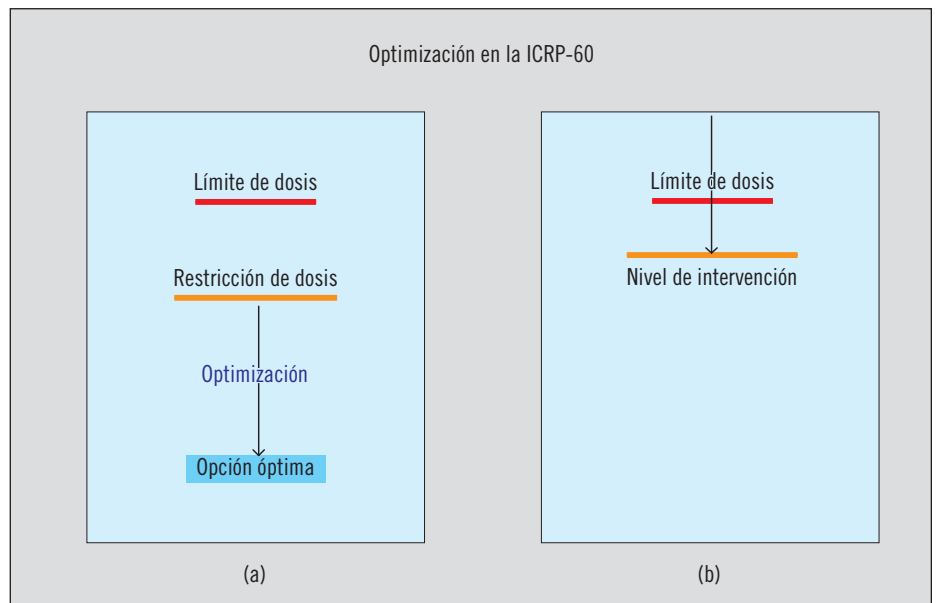 Optimización en la ICRP-60
Límite de dosis
Restricción de dosis
Optimización
Opción óptima
(a)
Límite de dosis
Nivel de intervención
(b)